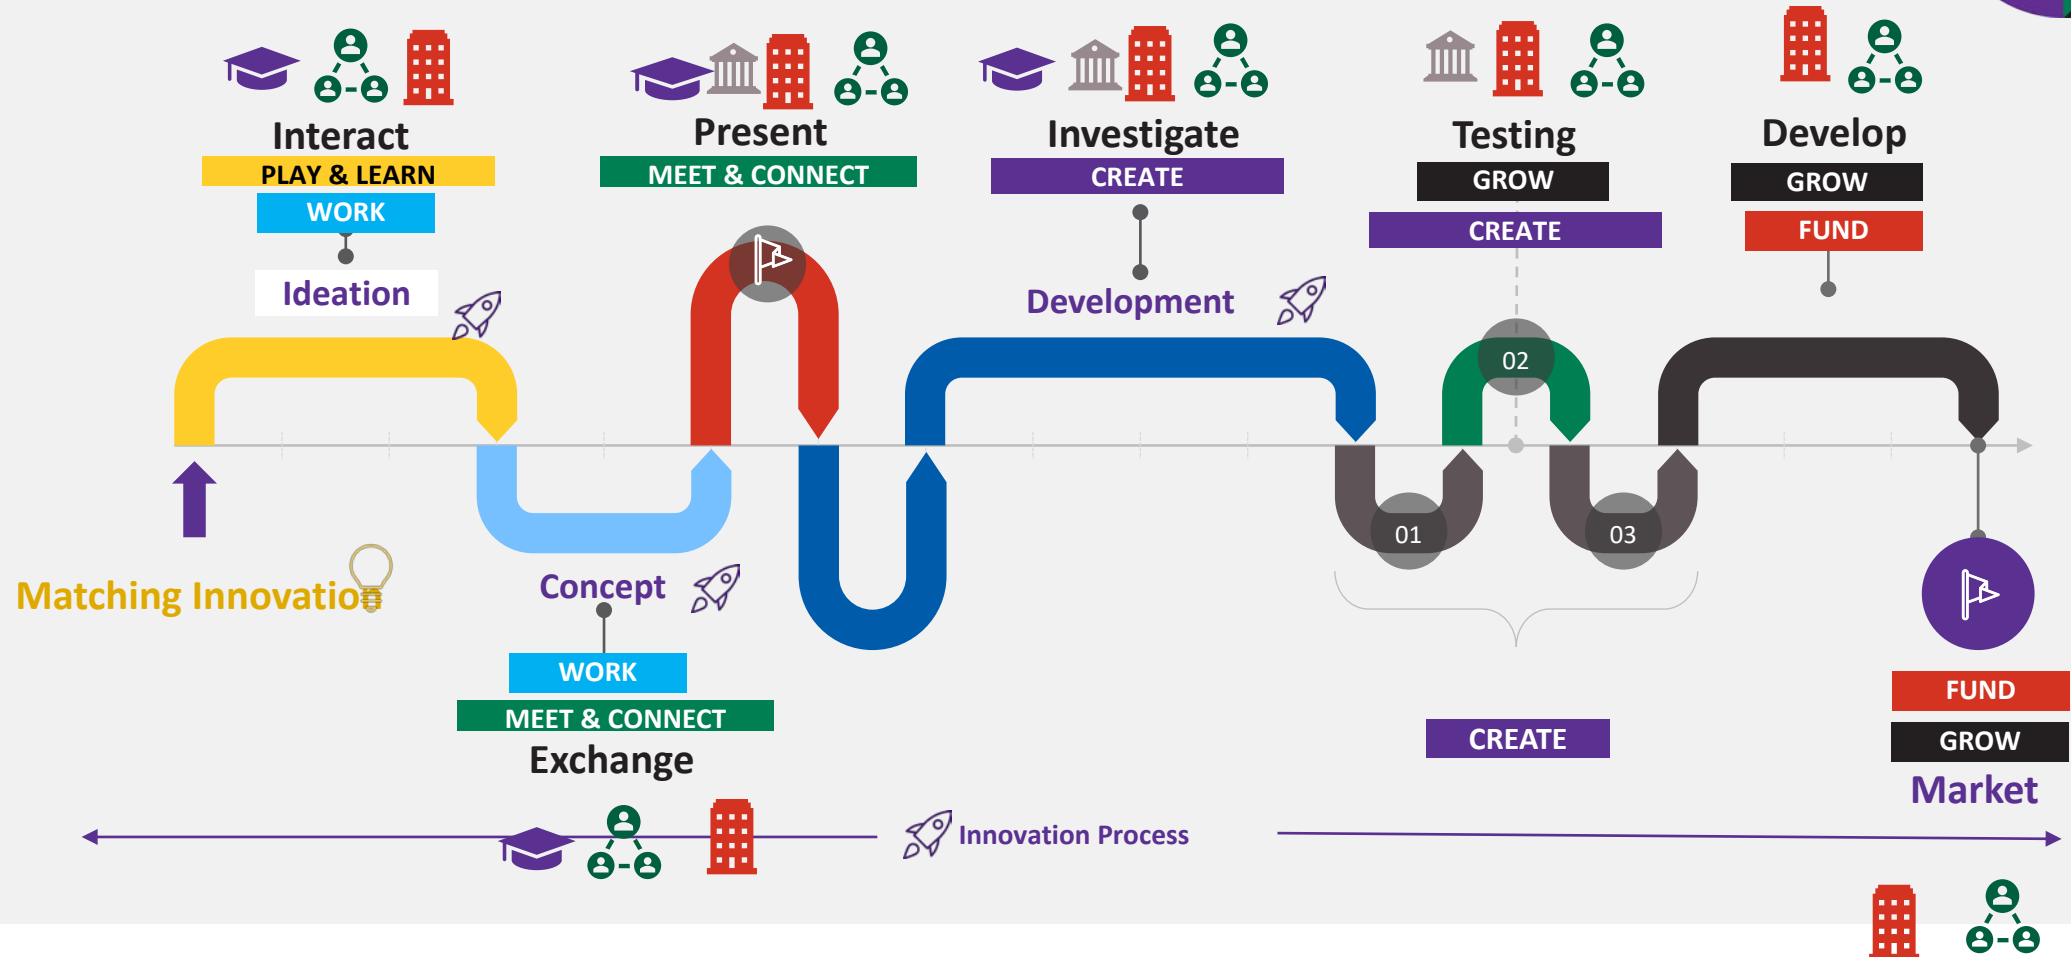 Interact
PLAY & LEARN
WORK
Ideation
Present
MEET & CONNECT
Investigate
CREATE
Development
Testing
GROW
CREATE
Develop
GROW
FUND
02
01
03
Matching Innovation
Concept
WORK
MEET & CONNECT
Exchange
CREATE
FUND
GROW
Market
Innovation Process